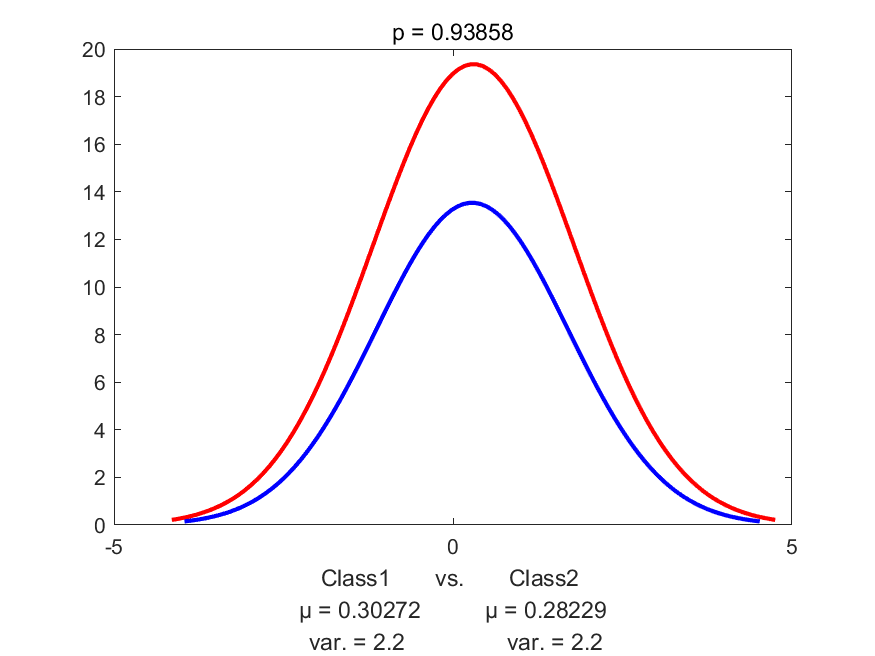 p = 0.93858
20
18
16
14
12
10
8
6
4
2
0
-5 0 5
Class1 vs. Class2
μ = 0.30272 μ = 0.28229
var. = 2.2 var. = 2.2